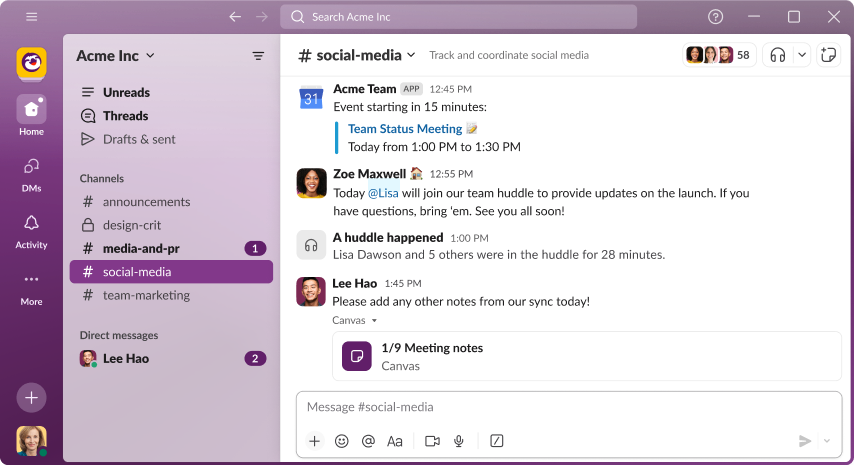 Search Acme Inc
Acme Inc
Unreads
Threads
Drafts & sent
Home
DMs
Activity
More
Channels
# announcements
design-crit
# media-and-pr 1
# social-media
# team-marketing
Direct messages
Lee Hao 2
# social-media Track and coordinate social media 58
31 Acme Team APP 12:45 PM
Event starting in 15 minutes:
Team Status Meeting
Today from 1:00 PM to 1:30 PM
Zoe Maxwell 12:55 PM
Today @Lisa will join our team huddle to provide updates on the launch. If you
have questions, bring 'em. See you all soon!
A huddle happened 1:00 PM
Lisa Dawson and 5 others were in the huddle for 28 minutes.
Lee Hao 1:45 PM
Please add any other notes from our sync today!
Canvas
1/9 Meeting notes
Canvas
Message #social-media
Aa